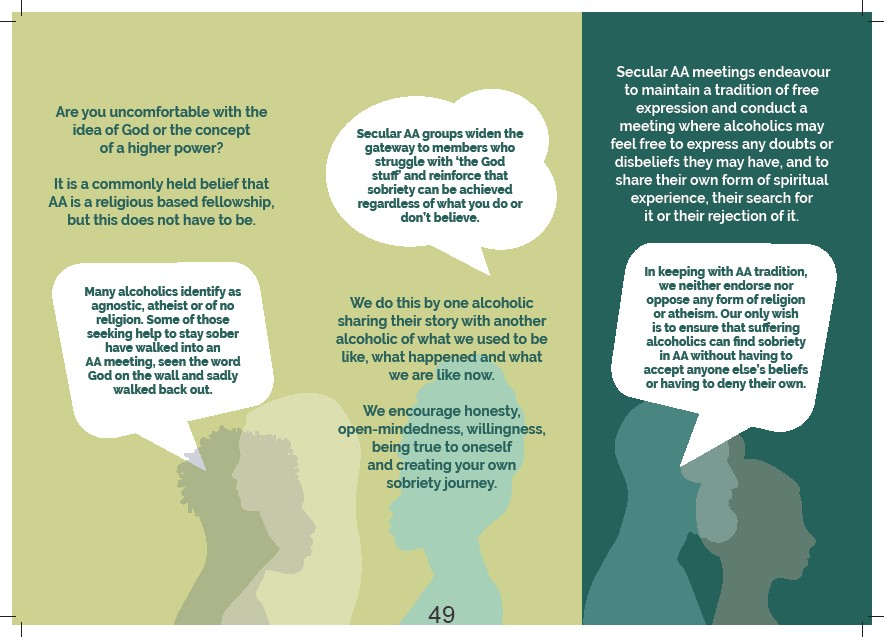 Are you uncomfortable with the
idea of God or the concept
of a higher power?
It is a commonly held belief that
AA is a religious based fellowship,
but this does not have to be.
Many alcoholics identify as
agnostic, atheist or of no
religion. Some of those
seeking help to stay sober
have walked into an
AA meeting, seen the word
God on the wall and sadly
walked back out.
Secular AA groups widen the
gateway to members who
struggle with ‘the God
stuff’ and reinforce that
sobriety can be achieved
regardless of what you do or
don’t believe.
We do this by one alcoholic
sharing their story with another
alcoholic of what we used to be
like, what happened and what
we are like now.
We encourage honesty,
open-mindedness, willingness,
being true to oneself
and creating your own
sobriety journey.
Secular AA meetings endeavour
to maintain a tradition of free
expression and conduct a
meeting where alcoholics may
feel free to express any doubts or
disbeliefs they may have, and to
share their own form of spiritual
experience, their search for
it or their rejection of it.
In keeping with AA tradition,
we neither endorse nor
oppose any form of religion
or atheism. Our only wish
is to ensure that suffering
alcoholics can find sobriety
in AA without having to
accept anyone else’s beliefs
or having to deny their own.
49